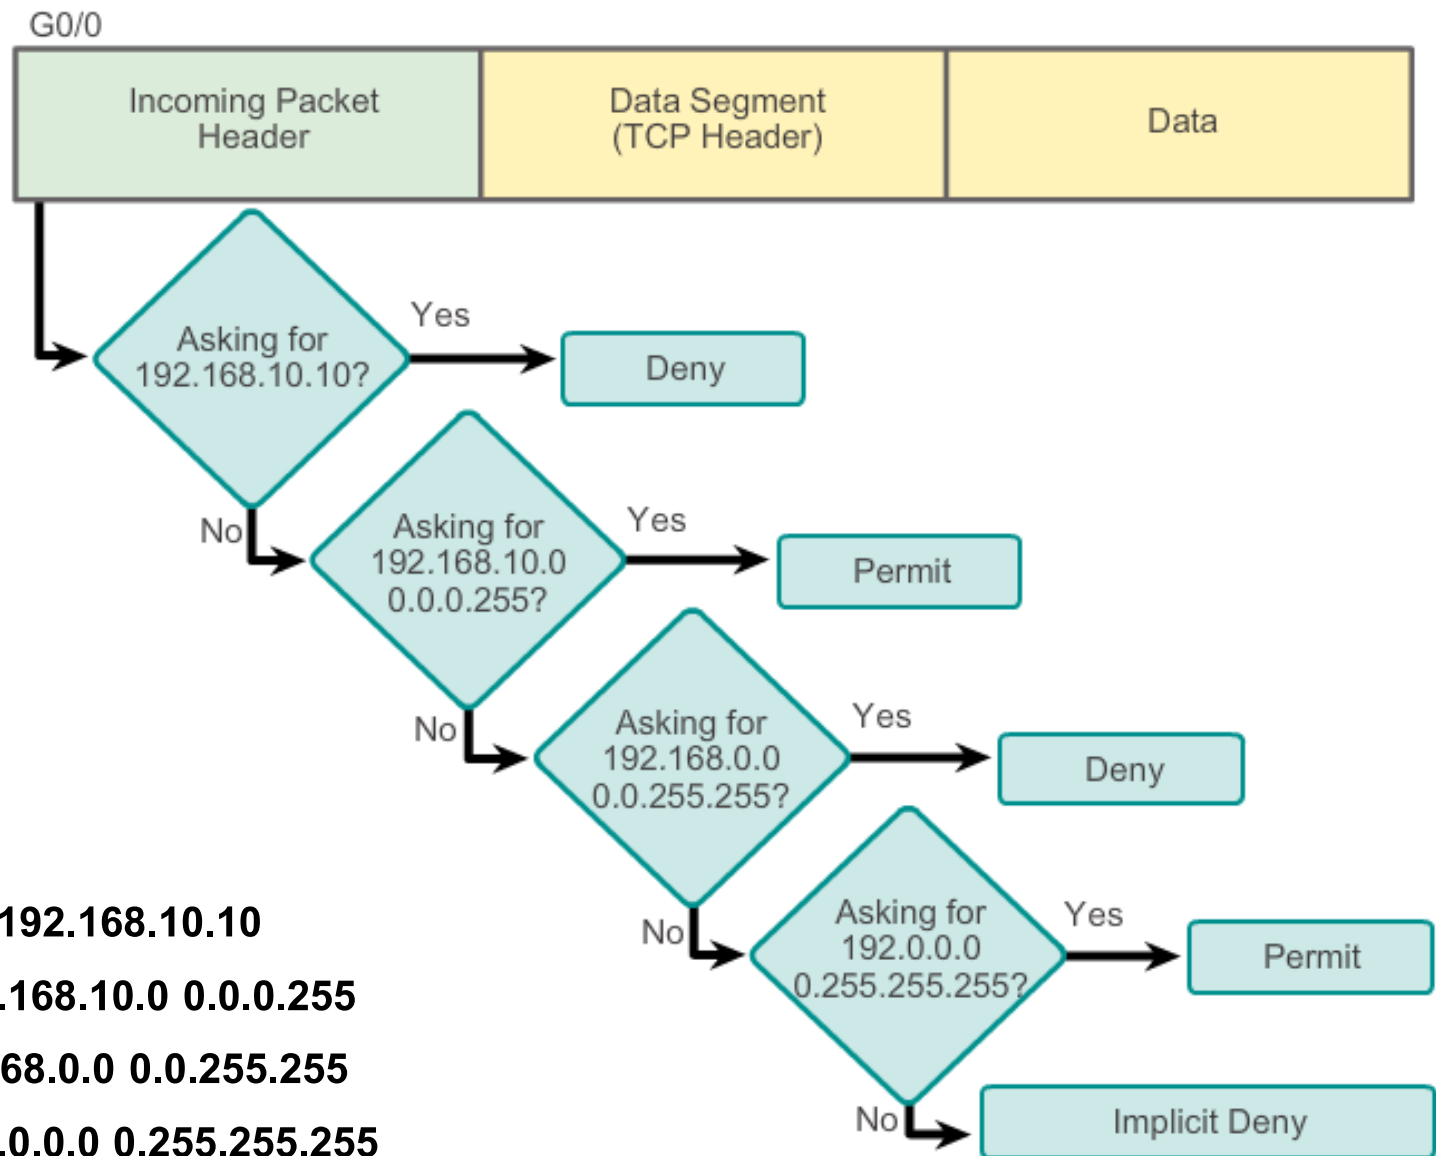 G0/0
Incoming Packet
Header
Data Segment
(TCP Header)
Data
Asking for
192.168.10.10?
Yes
Deny
No
Asking for
192.168.10.0
0.0.0.255?
Yes
Permit
No
Asking for
192.168.0.0
0.0.255.255?
Yes
Deny
No
Asking for
192.0.0.0
0.255.255.255?
Yes
Permit
No
Implicit Deny
192.168.10.10
.168.10.0 0.0.0.255
68.0.0 0.0.255.255
.0.0.0 0.255.255.255